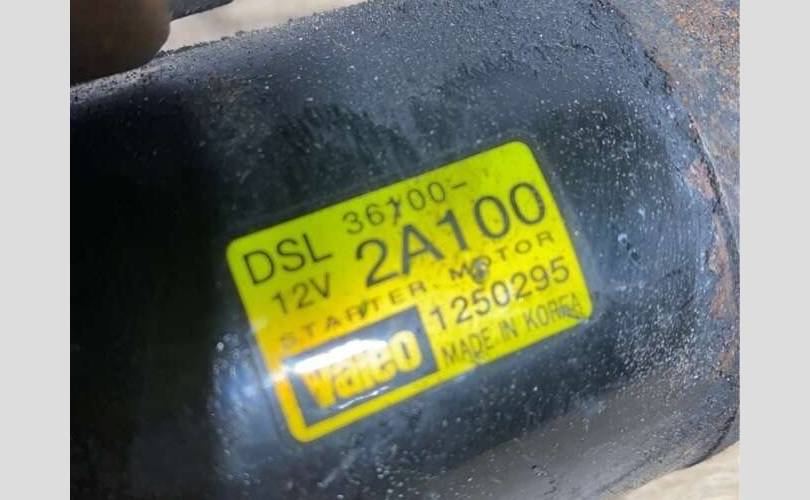 DSL 36100-
12V 2A100
STARTER MOTOR
Valeo 1250295
MADE IN KOREA